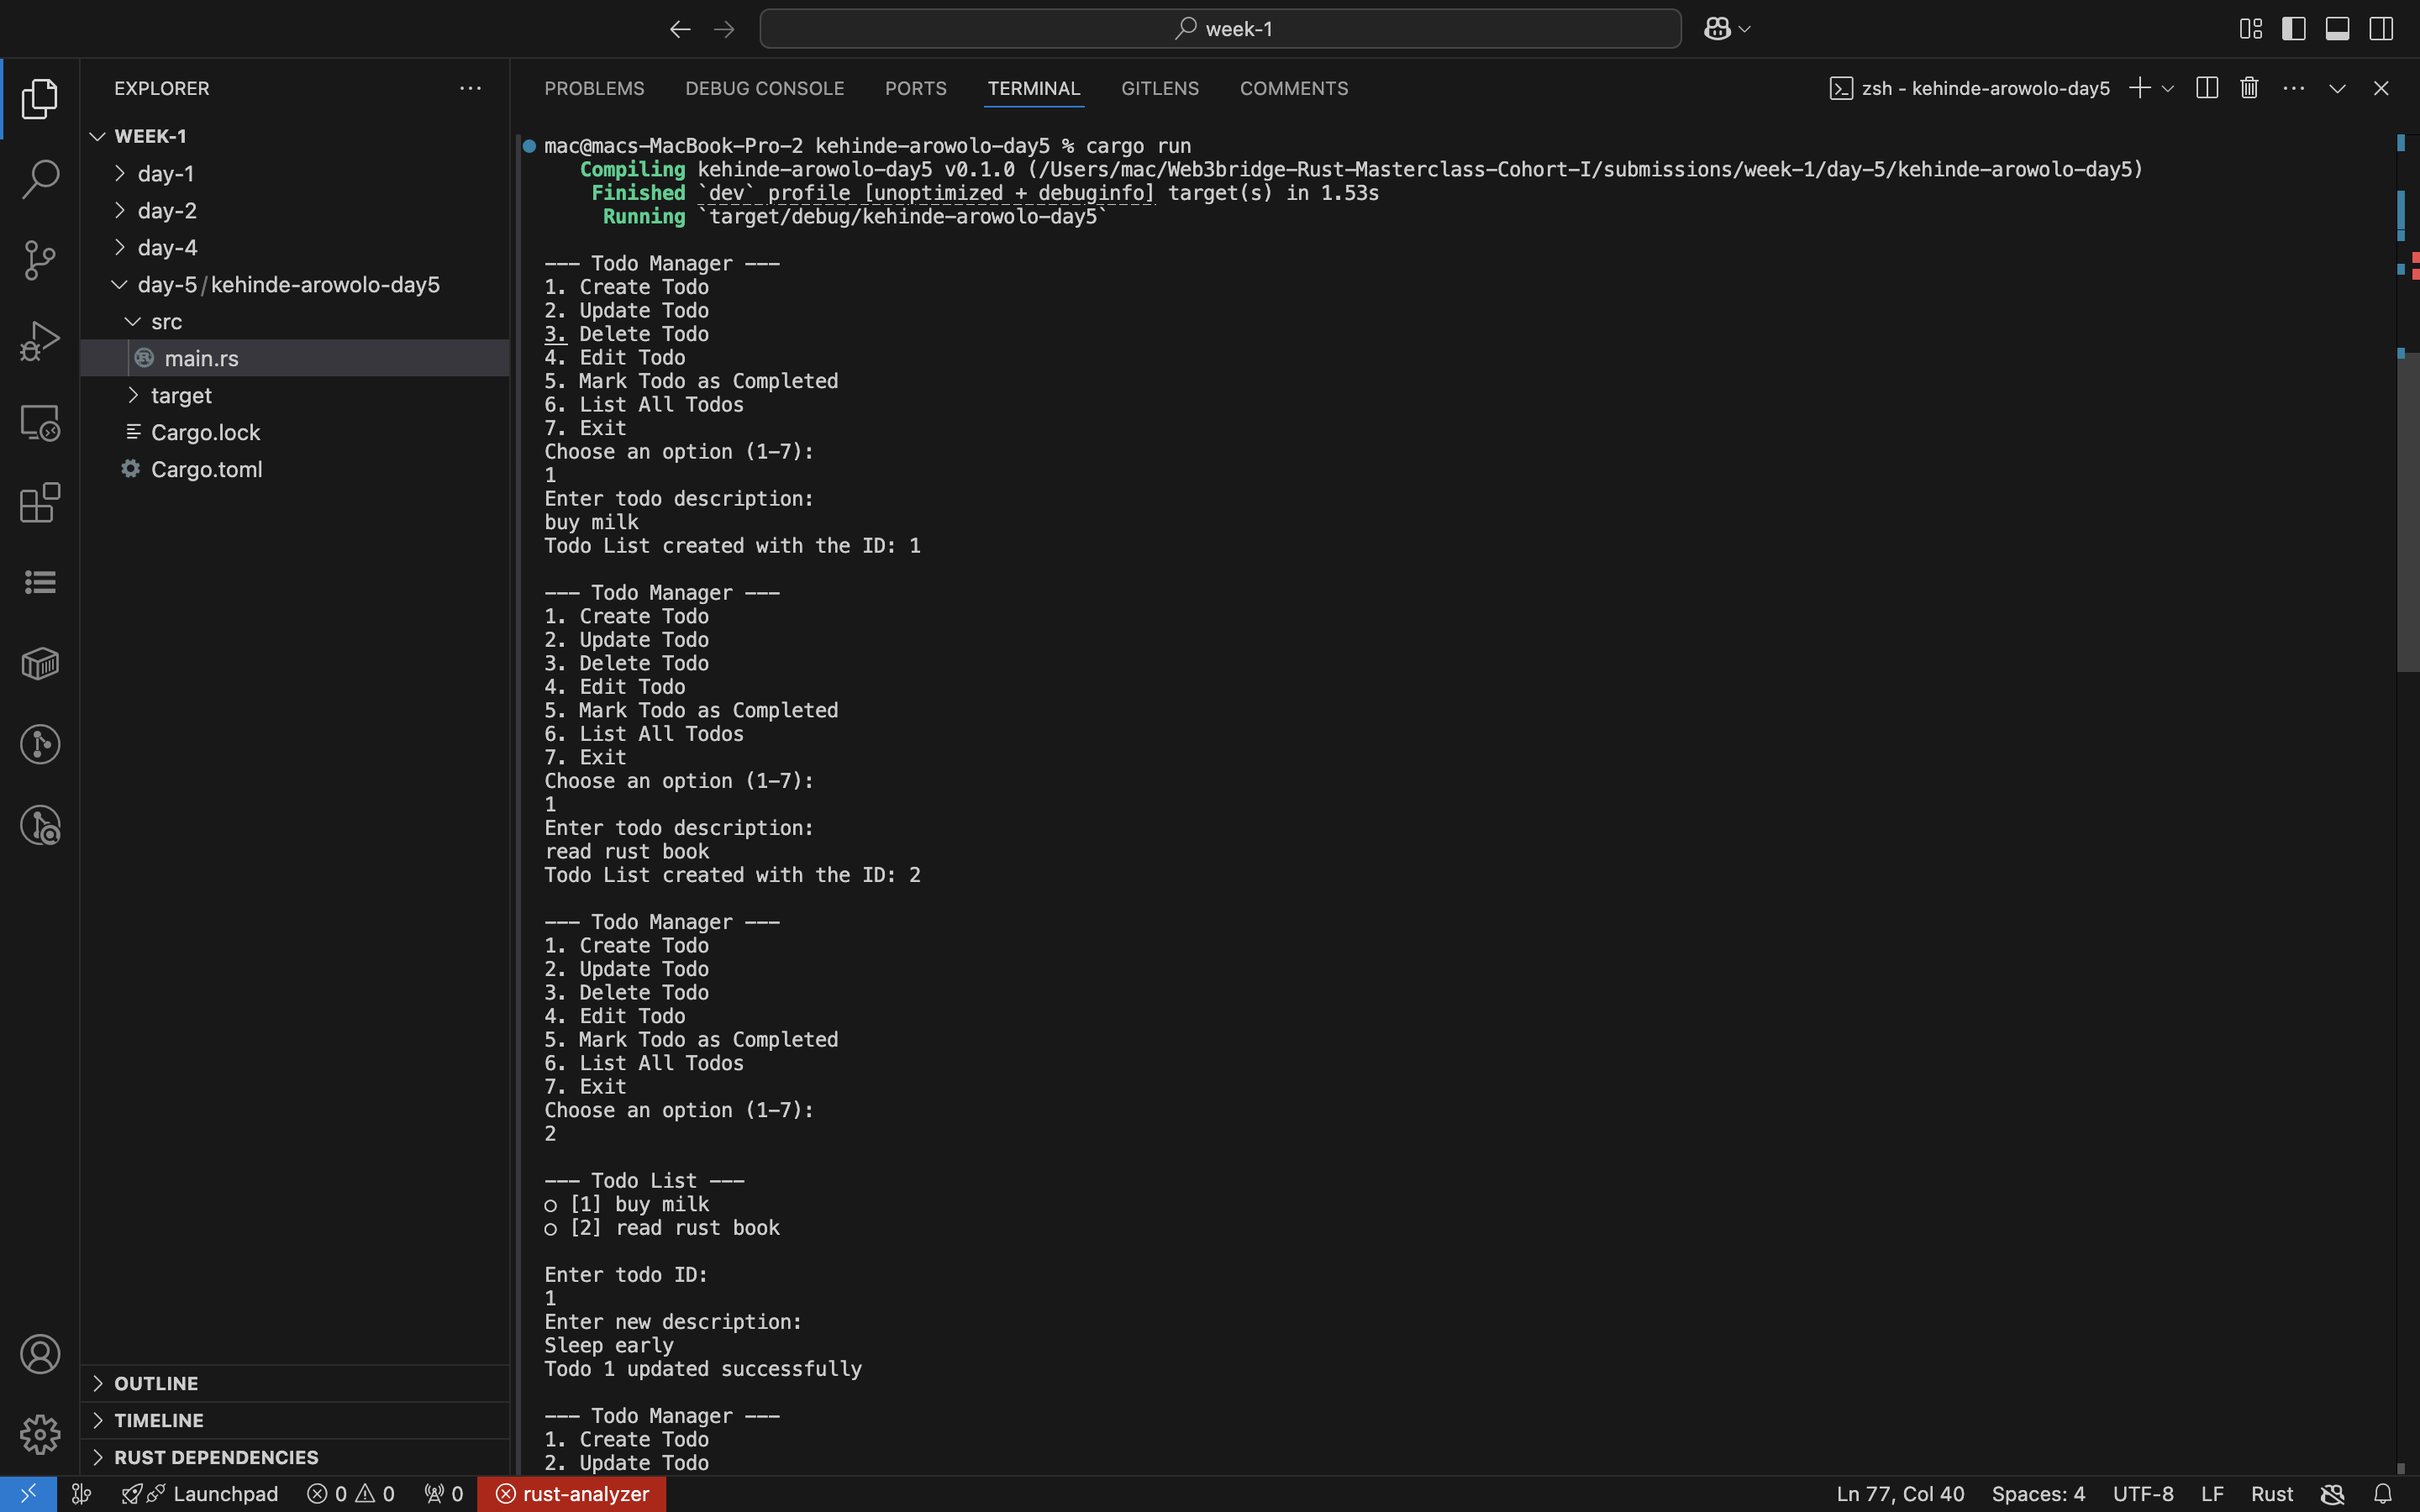 week-1
EXPLORER
WEEK-1
day-1
day-2
day-4
day-5/kehinde-arowolo-day5
src
main.rs
target
Cargo.lock
Cargo.toml
OUTLINE
TIMELINE
RUST DEPENDENCIES
PROBLEMS DEBUG CONSOLE PORTS TERMINAL GITLENS COMMENTS
zsh - kehinde-arowolo-day5
mac@macs-MacBook-Pro-2 kehinde-arowolo-day5 % cargo run
Compiling kehinde-arowolo-day5 v0.1.0 (/Users/mac/Web3bridge-Rust-Masterclass-Cohort-I/submissions/week-1/day-5/kehinde-arowolo-day5)
Finished `dev` profile [unoptimized + debuginfo] target(s) in 1.53s
Running `target/debug/kehinde-arowolo-day5`
--- Todo Manager ---
1. Create Todo
2. Update Todo
3. Delete Todo
4. Edit Todo
5. Mark Todo as Completed
6. List All Todos
7. Exit
Choose an option (1-7):
1
Enter todo description:
buy milk
Todo List created with the ID: 1
--- Todo Manager ---
1. Create Todo
2. Update Todo
3. Delete Todo
4. Edit Todo
5. Mark Todo as Completed
6. List All Todos
7. Exit
Choose an option (1-7):
1
Enter todo description:
read rust book
Todo List created with the ID: 2
--- Todo Manager ---
1. Create Todo
2. Update Todo
3. Delete Todo
4. Edit Todo
5. Mark Todo as Completed
6. List All Todos
7. Exit
Choose an option (1-7):
2
--- Todo List ---
○ [1] buy milk
○ [2] read rust book
Enter todo ID:
1
Enter new description:
Sleep early
Todo 1 updated successfully
--- Todo Manager ---
1. Create Todo
2. Update Todo
Launchpad 0 0 0 rust-analyzer Ln 77, Col 40 Spaces: 4 UTF-8 LF Rust